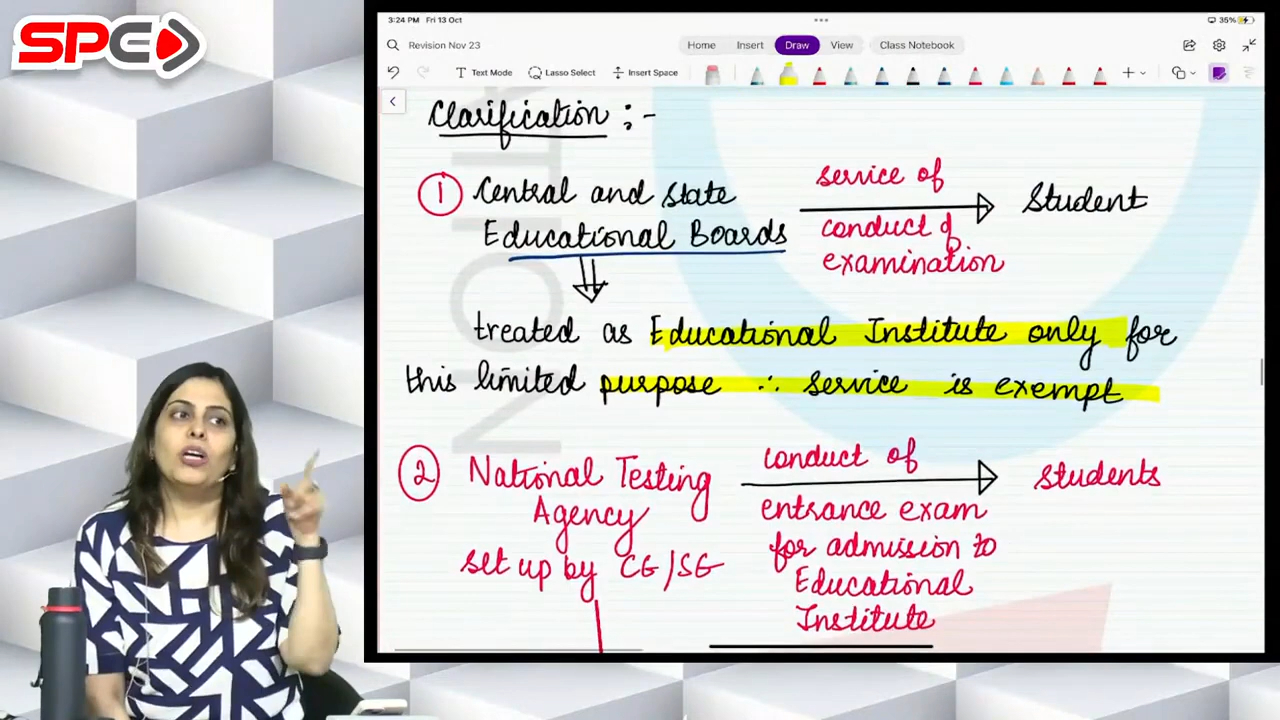 SPC
3:24 PM Fri 13 Oct
35%
Revision Nov 23
Home Insert Draw View Class Notebook
Text Mode Lasso Select Insert Space
Clarification :-
① Central and State
Educational Boards
service of
conduct of
examination
Student
treated as Educational Institute only for
this limited purpose ∴ service is exempt
② National Testing
Agency
set up by CG/SG
conduct of
entrance exam
for admission to
Educational
Institute
students